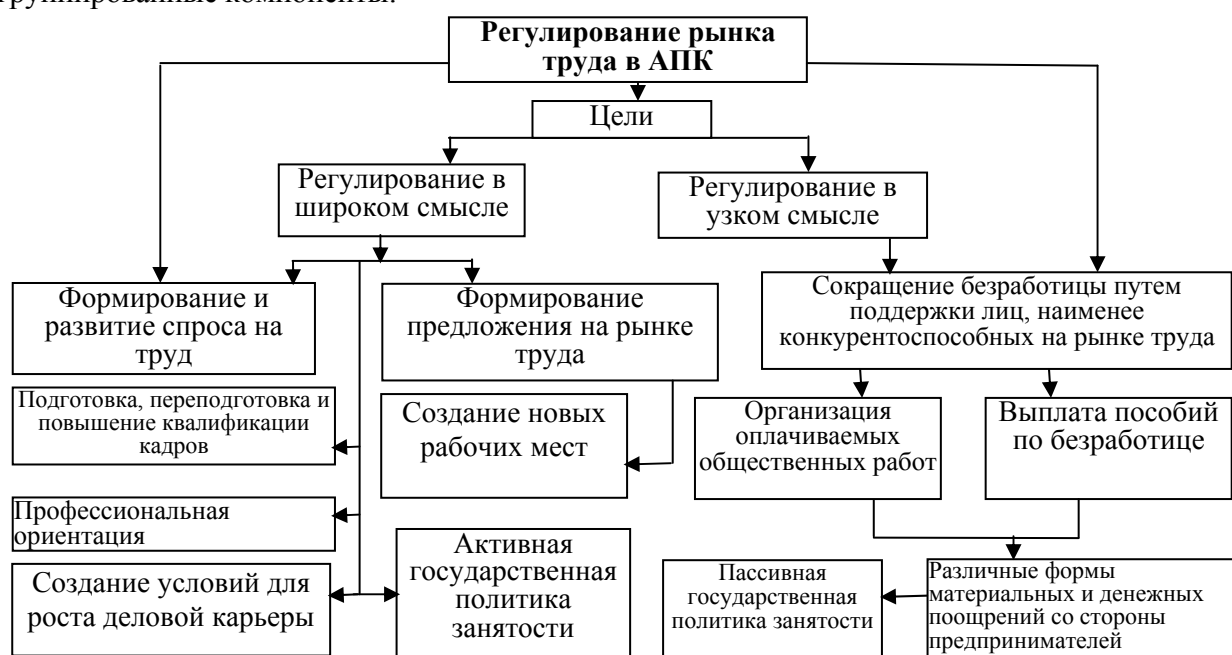 группированные компоненты.
Регулирование рынка
труда в АПК
Цели
Регулирование в
широком смысле
Регулирование в
узком смысле
Формирование и
развитие спроса на
труд
Формирование
предложения на рынке
труда
Сокращение безработицы путем
поддержки лиц, наименее
конкурентоспособных на рынке труда
Подготовка, переподготовка и
повышение квалификации
кадров
Создание новых
рабочих мест
Организация
оплачиваемых
общественных работ
Выплата пособий
по безработице
Профессиональная
ориентация
Создание условий для
роста деловой карьеры
Активная
государственная
политика
занятости
Пассивная
государственная
политика занятости
Различные формы
материальных и денежных
поощрений со стороны
предпринимателей